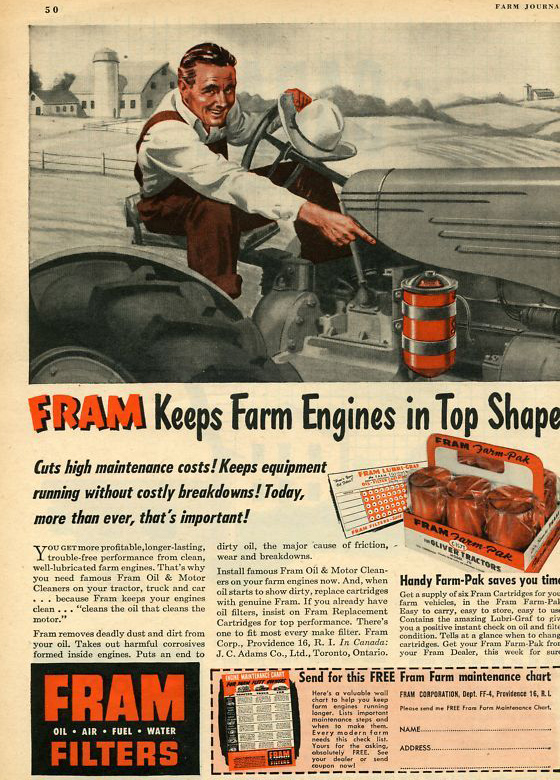 50
FARM JOURNA
FRAM Keeps Farm Engines in Top Shape
Cuts high maintenance costs! Keeps equipment
running without costly breakdowns! Today,
more than ever, that's important!
FRAM LUBRI-GRAF
FRAM Farm-Pak
FRAM Farm-Pak
OLIVER TRACTORS
YOU GET more profitable, longer-lasting,
trouble-free performance from clean,
well-lubricated farm engines. That's why
you need famous Fram Oil & Motor
Cleaners on your tractor, truck and car
. . . because Fram keeps your engines
clean . . . "cleans the oil that cleans the
motor."
Fram removes deadly dust and dirt from
your oil. Takes out harmful corrosives
formed inside engines. Puts an end to
dirty oil, the major cause of friction,
wear and breakdowns.
Install famous Fram Oil & Motor Clean-
ers on your farm engines now. And, when
oil starts to show dirty, replace cartridges
with genuine Fram. If you already have
oil filters, insist on Fram Replacement
Cartridges for top performance. There's
one to fit most every make filter. Fram
Corp., Providence 16, R. I. In Canada:
J. C. Adams Co., Ltd., Toronto, Ontario.
Handy Farm-Pak saves you time
Get a supply of six Fram Cartridges for you
farm vehicles, in the Fram Farm-Pak
Easy to carry, easy to store, easy to use
Contains the amazing Lubri-Graf to giv
you a positive instant check on oil and filte
condition. Tells at a glance when to chang
cartridges. Get your Fram Farm-Pak fro
your Fram Dealer, this week for sure
FRAM
OIL • AIR • FUEL • WATER
FILTERS
ENGINE MAINTENANCE CHART
FRAM
FILTERS
Send for this FREE Fram Farm maintenance chart
Here's a valuable wall
chart to help keep
farm engines running
longer. Lists important
maintenance steps and
when to make them.
Every modern farm
needs this check list.
Yours for the asking,
absolutely FREE. See
your dealer or send
coupon now!
FRAM CORPORATION, Dept. FF-4, Providence 16, R.I.
Please send me FREE Fram Farm Maintenance Chart.
NAME
ADDRESS